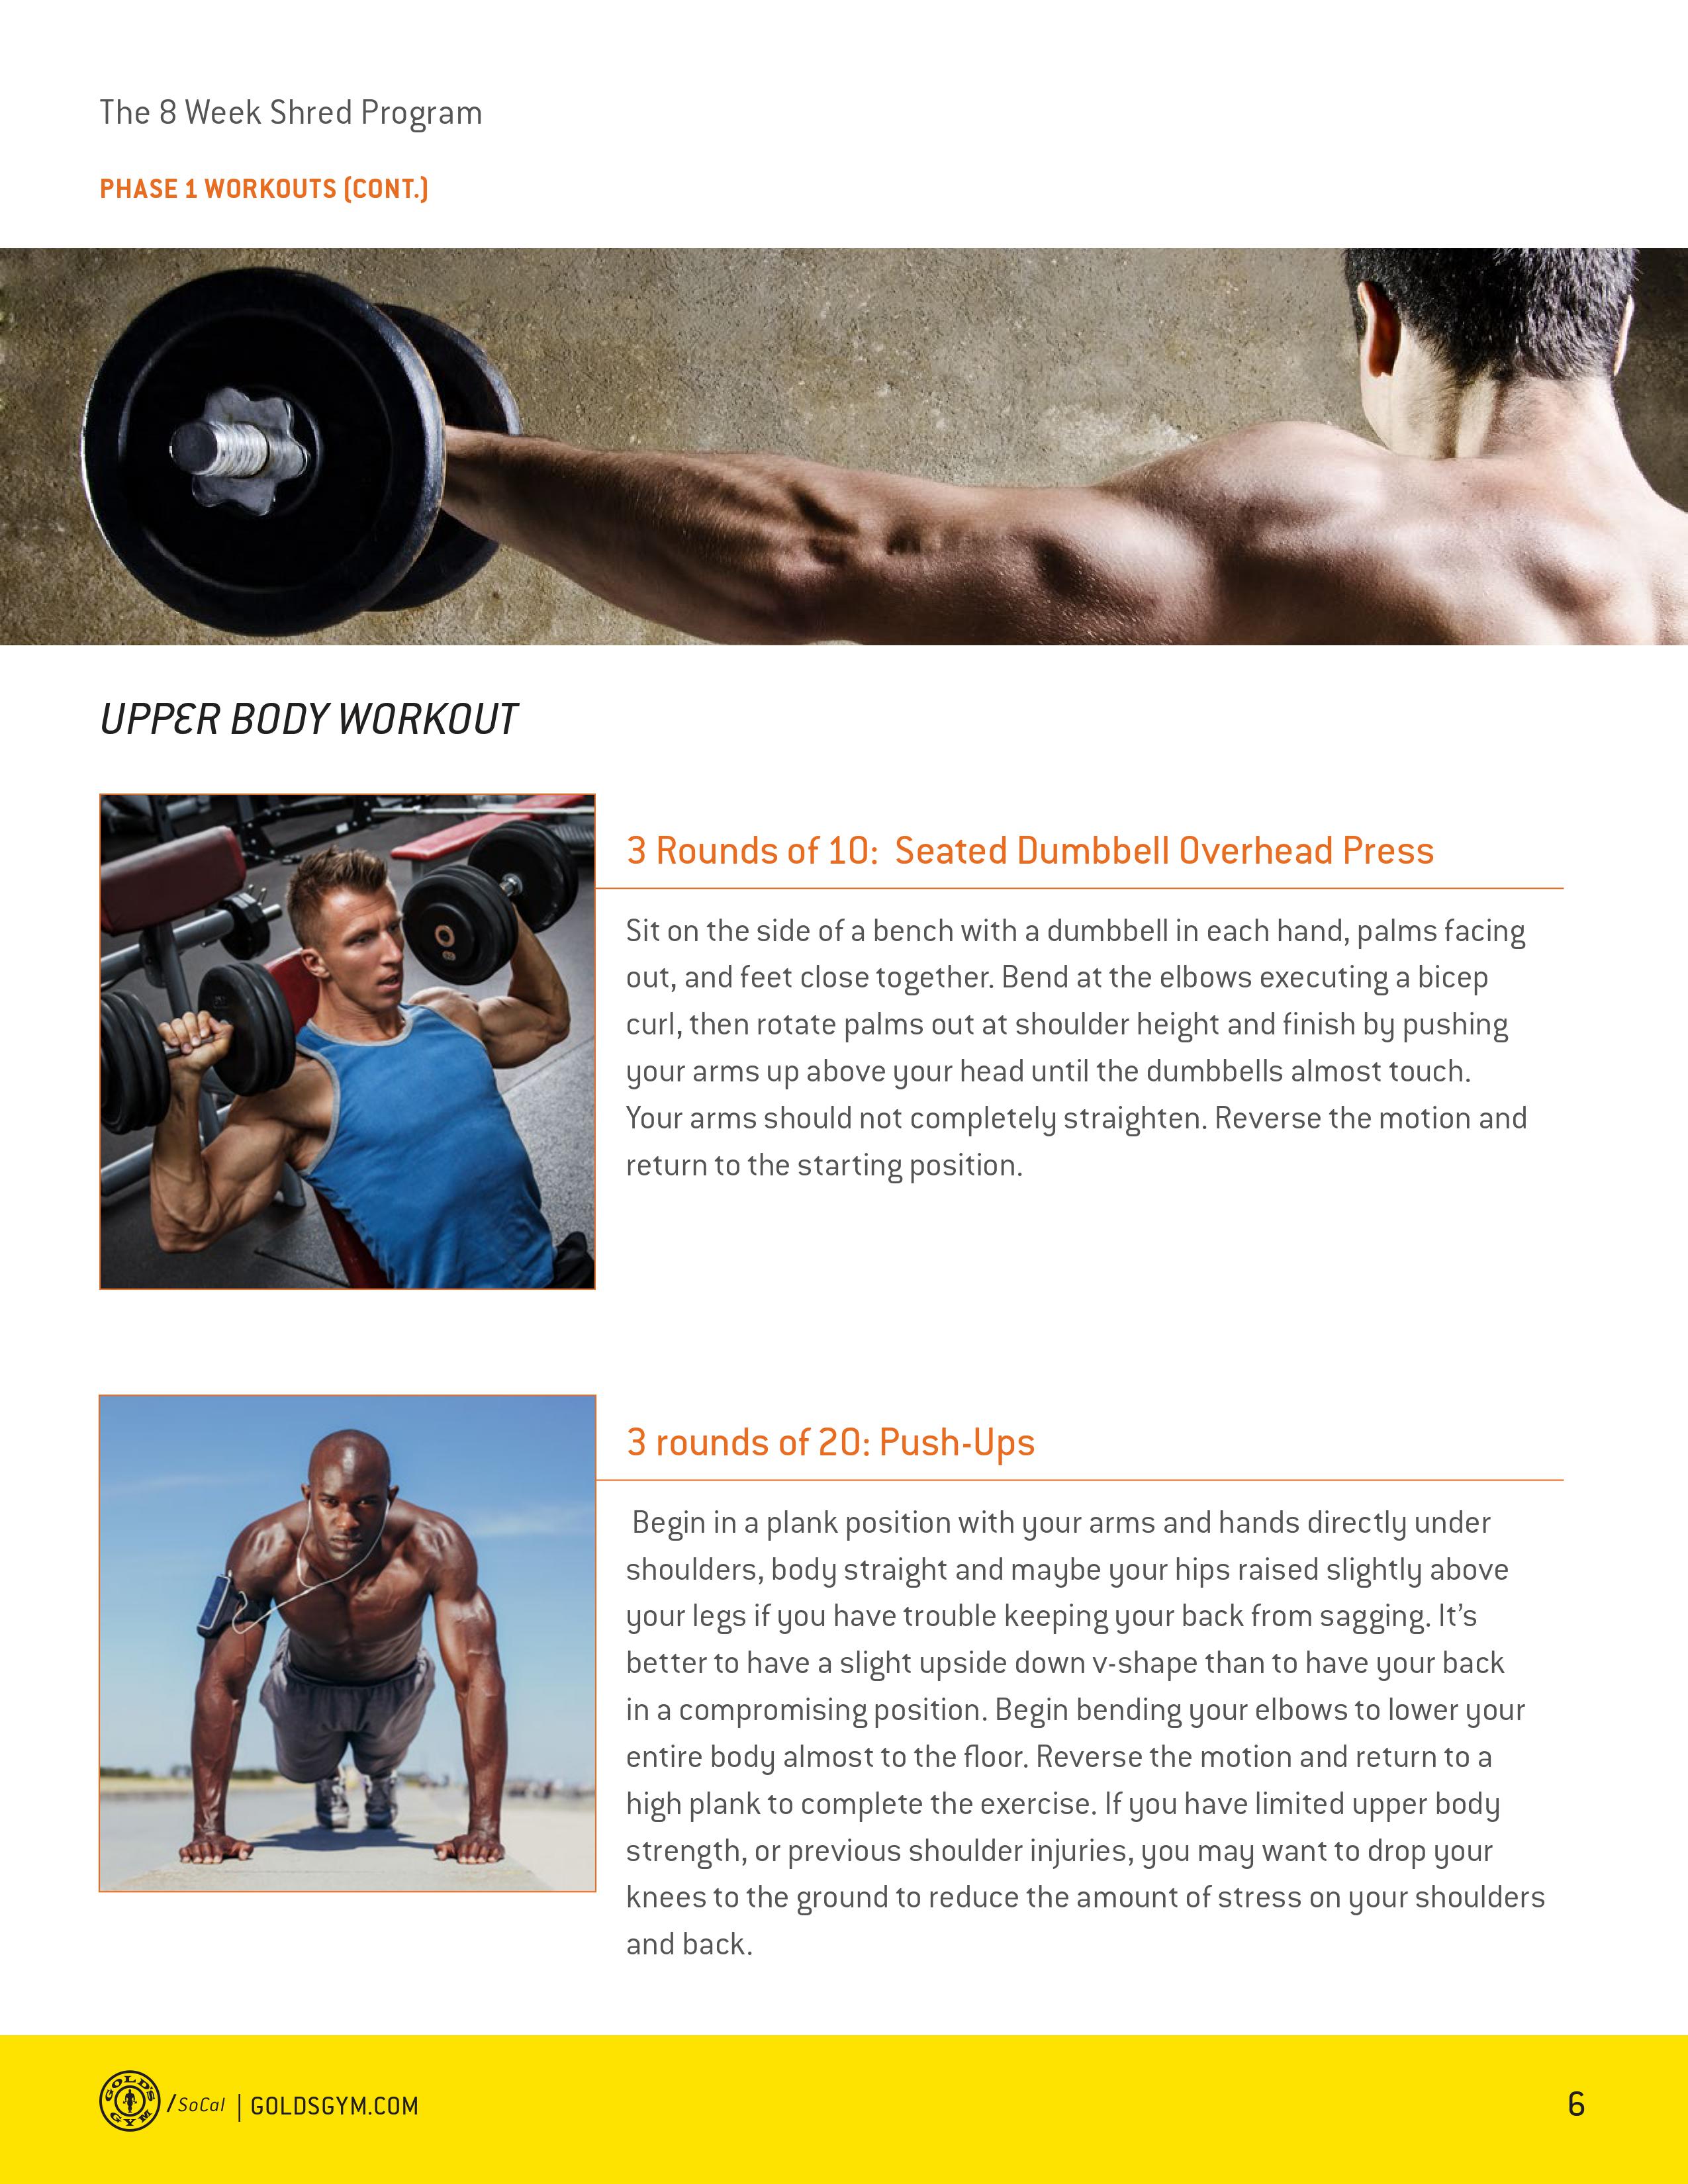 The 8 Week Shred Program
PHASE 1 WORKOUTS (CONT.)
UPPER BODY WORKOUT
3 Rounds of 10:  Seated Dumbbell Overhead Press
Sit on the side of a bench with a dumbbell in each hand, palms facing
out, and feet close together. Bend at the elbows executing a bicep
curl, then rotate palms out at shoulder height and finish by pushing
your arms up above your head until the dumbbells almost touch.
Your arms should not completely straighten. Reverse the motion and
return to the starting position.
3 rounds of 20: Push-Ups
Begin in a plank position with your arms and hands directly under
shoulders, body straight and maybe your hips raised slightly above
your legs if you have trouble keeping your back from sagging. It’s
better to have a slight upside down v-shape than to have your back
in a compromising position. Begin bending your elbows to lower your
entire body almost to the floor. Reverse the motion and return to a
high plank to complete the exercise. If you have limited upper body
strength, or previous shoulder injuries, you may want to drop your
knees to the ground to reduce the amount of stress on your shoulders
and back.
GOLD'S GYM /SoCal | GOLDSGYM.COM
6